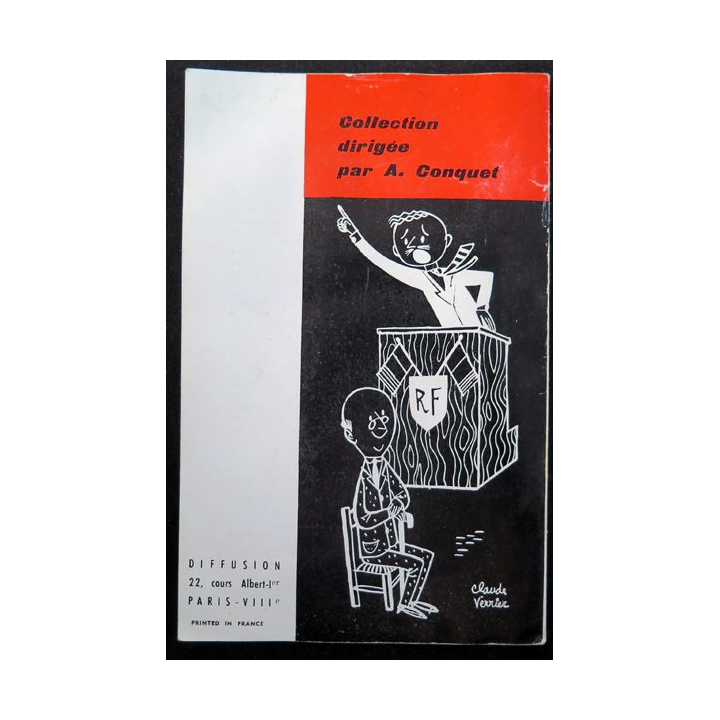 Collection
dirigée
par A. Conquet
RF
DIFFUSION
22, cours Albert-Ier
PARIS-VIIIe
PRINTED IN FRANCE
Claude
Verrier